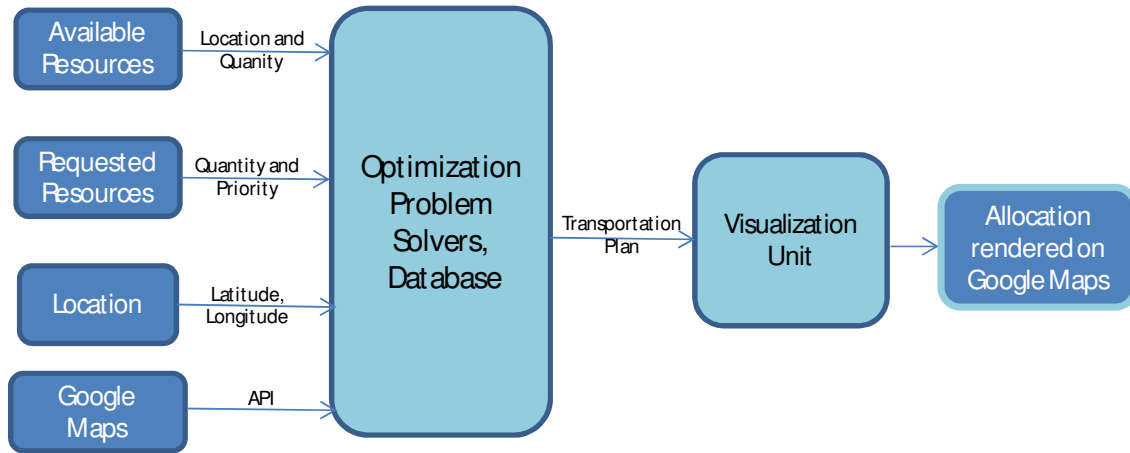 Available
Resources
Location and
Quanity
Requested
Resources
Quantity and
Priority
Location
Latitude,
Longitude
Google
Maps
API
Optimization
Problem
Solvers,
Database
Transportation
Plan
Visualization
Unit
Allocation
rendered on
Google Maps